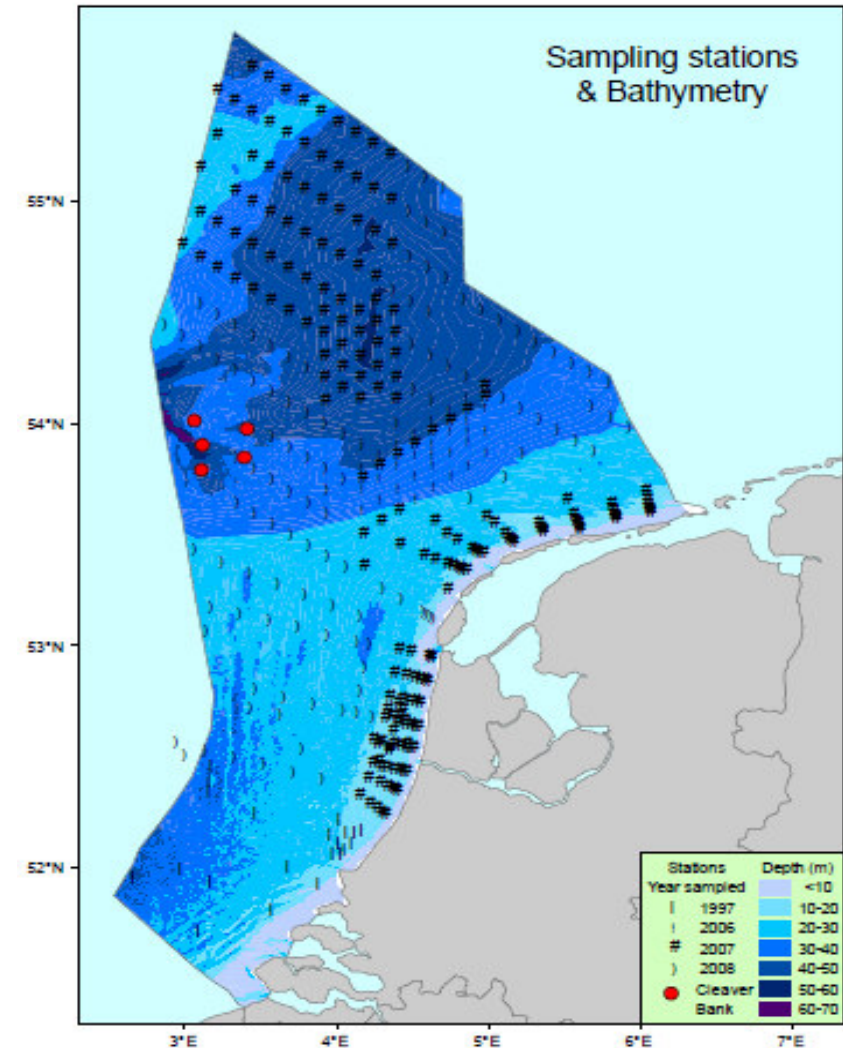 Sampling stations
& Bathymetry
55°N
54°N
53°N
52°N
3°E 4°E 5°E 6°E 7°E
Stations Depth (m)
Year sampled <10
| 1997 10-20
! 2006 20-30
# 2007 30-40
) 2008 40-50
Cleaver 50-60
Bank 60-70